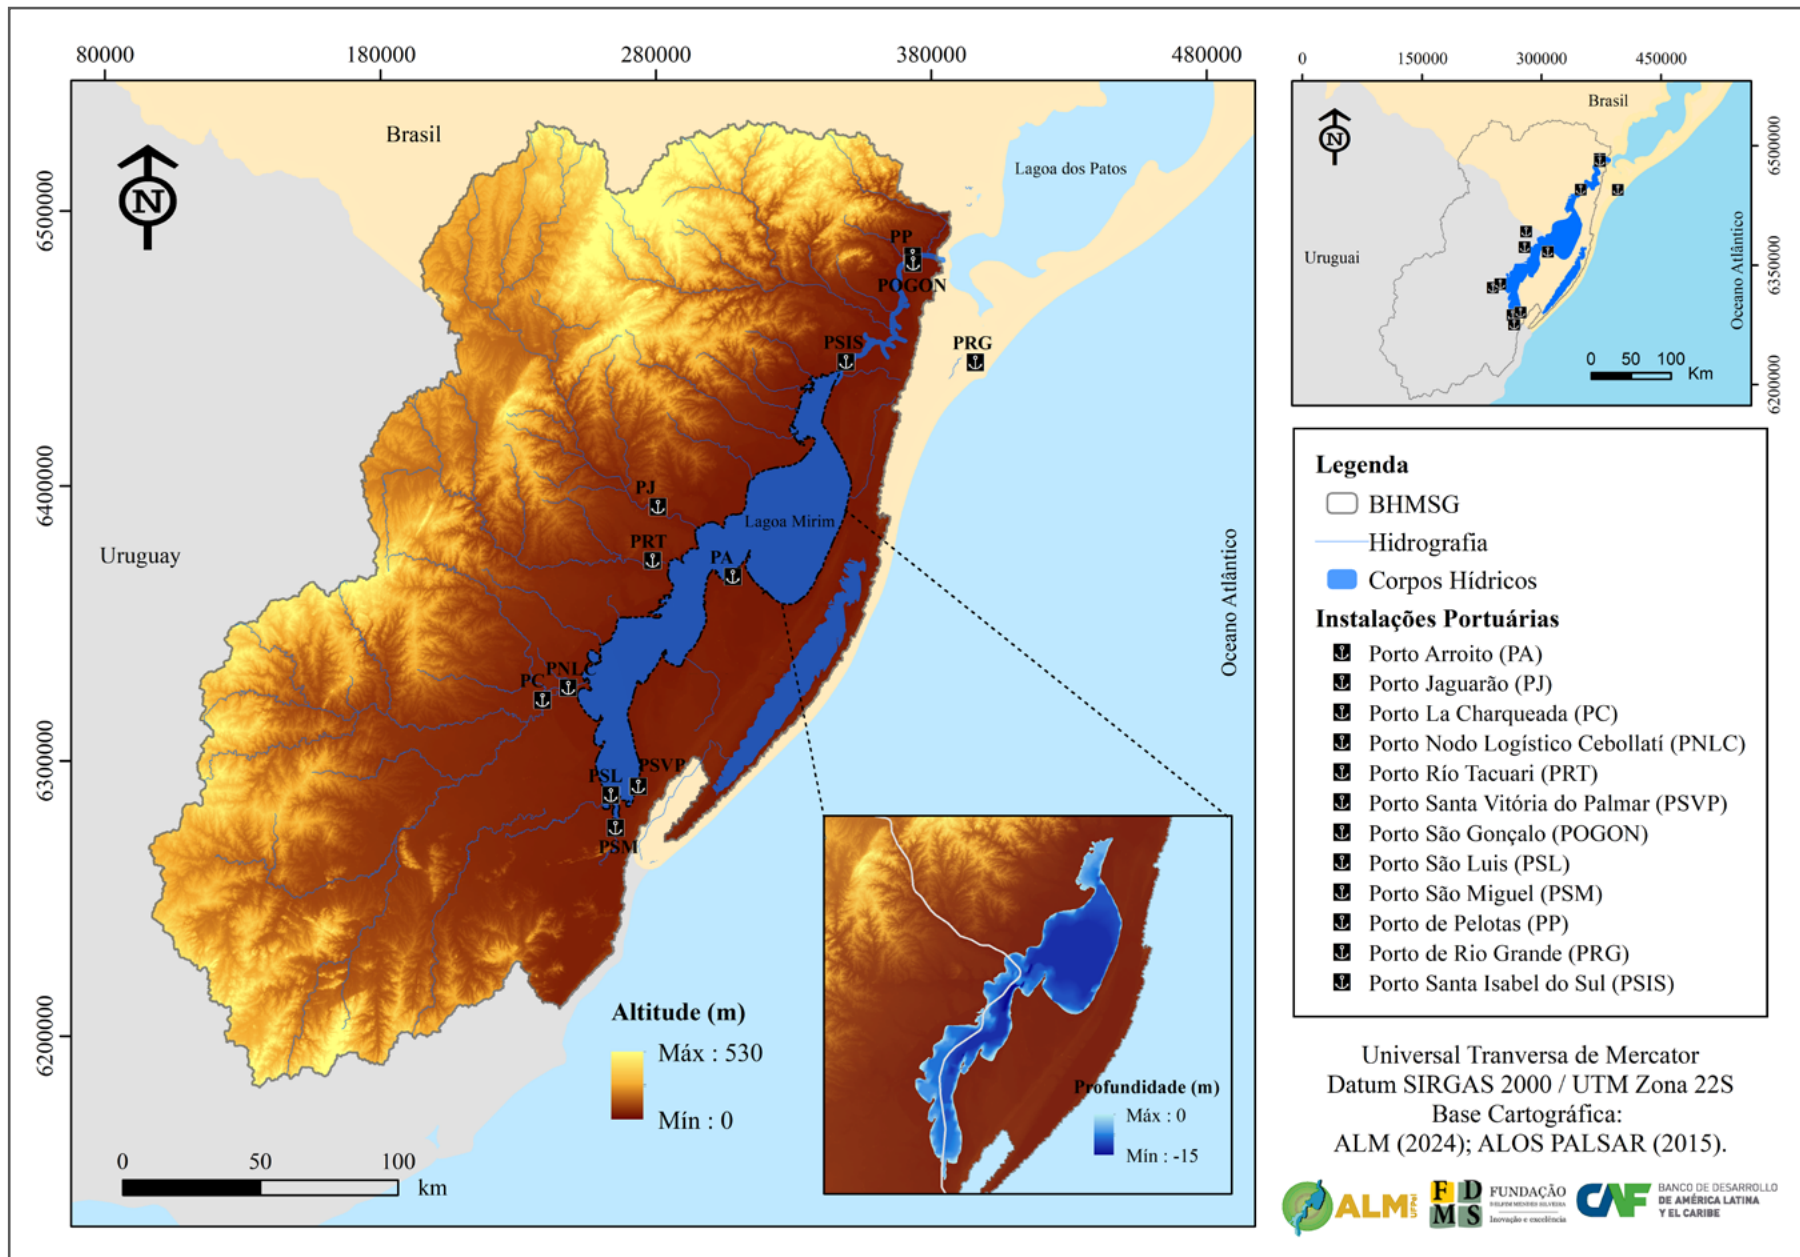 80000
180000
280000
380000
480000
6500000
6400000
6300000
6200000
Brasil
Lagoa dos Patos
N
PP
POGON
PSIS
PRG
PJ
Lagoa Mirim
PRT
PA
Uruguay
Oceano Atlântico
PNLC
PC
PSVP
PSL
PSM
Altitude (m)
Máx : 530
Mín : 0
Profundidade (m)
Máx : 0
Mín : -15
0 50 100
km
0 150000 300000 450000
6500000
6350000
6200000
Brasil
N
Uruguai
Oceano Atlântico
0 50 100
Km
Legenda
BHMSG
Hidrografia
Corpos Hídricos
Instalações Portuárias
Porto Arroito (PA)
Porto Jaguarão (PJ)
Porto La Charqueada (PC)
Porto Nodo Logístico Cebollatí (PNLC)
Porto Río Tacuari (PRT)
Porto Santa Vitória do Palmar (PSVP)
Porto São Gonçalo (POGON)
Porto São Luis (PSL)
Porto São Miguel (PSM)
Porto de Pelotas (PP)
Porto de Rio Grande (PRG)
Porto Santa Isabel do Sul (PSIS)
Universal Tranversa de Mercator
Datum SIRGAS 2000 / UTM Zona 22S
Base Cartográfica:
ALM (2024); ALOS PALSAR (2015).
ALM UFPel
FDMS
FUNDAÇÃO
DELFIM MENDES SILVEIRA
Inovação e excelência
CAF
BANCO DE DESARROLLO
DE AMÉRICA LATINA
Y EL CARIBE